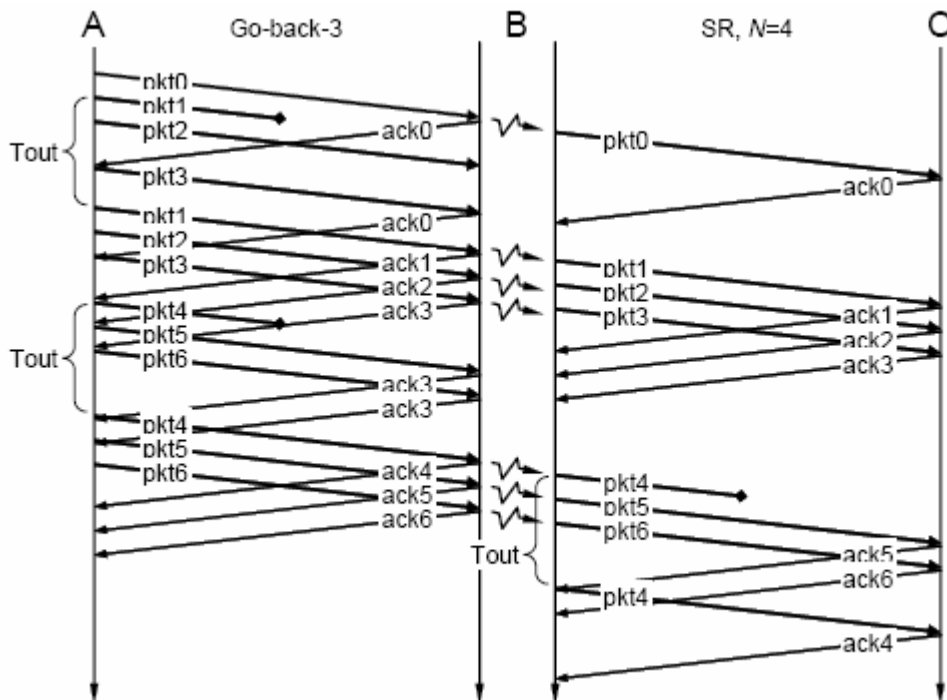 A Go-back-3 B SR, N=4 C
pkt0
pkt1
pkt2
ack0
pkt0
Tout
pkt3
ack0
pkt1
ack0
pkt2
pkt3
ack1
pkt1
ack2
pkt2
pkt4
ack3
pkt3
ack1
pkt5
ack2
Tout
pkt6
ack3
ack3
ack3
pkt4
pkt5
pkt6
ack4
pkt4
ack5
pkt5
ack6
pkt6
Tout
ack5
ack6
pkt4
ack4